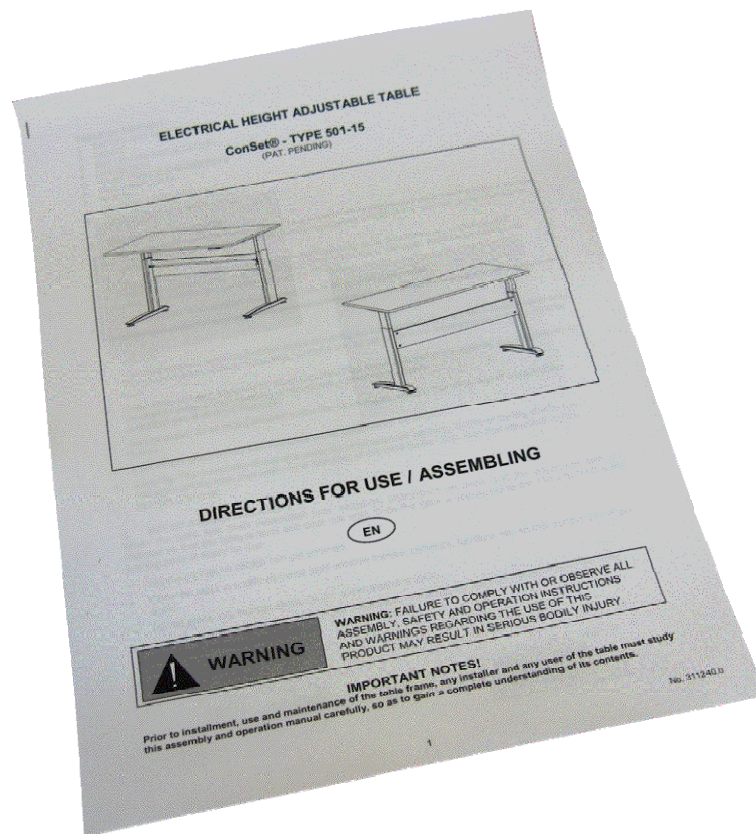 ELECTRICAL HEIGHT ADJUSTABLE TABLE
ConSet® - TYPE 501-15
(PAT. PENDING)
DIRECTIONS FOR USE / ASSEMBLING
EN
WARNING
WARNING: FAILURE TO COMPLY WITH OR OBSERVE ALL
ASSEMBLY, SAFETY AND OPERATION INSTRUCTIONS
AND WARNINGS REGARDING THE USE OF THIS
PRODUCT MAY RESULT IN SERIOUS BODILY INJURY.
IMPORTANT NOTES!
Prior to installment, use and maintenance of the table frame, any installer and any user of the table must study
this assembly and operation manual carefully, so as to gain a complete understanding of its contents.
No. 311240.b
1